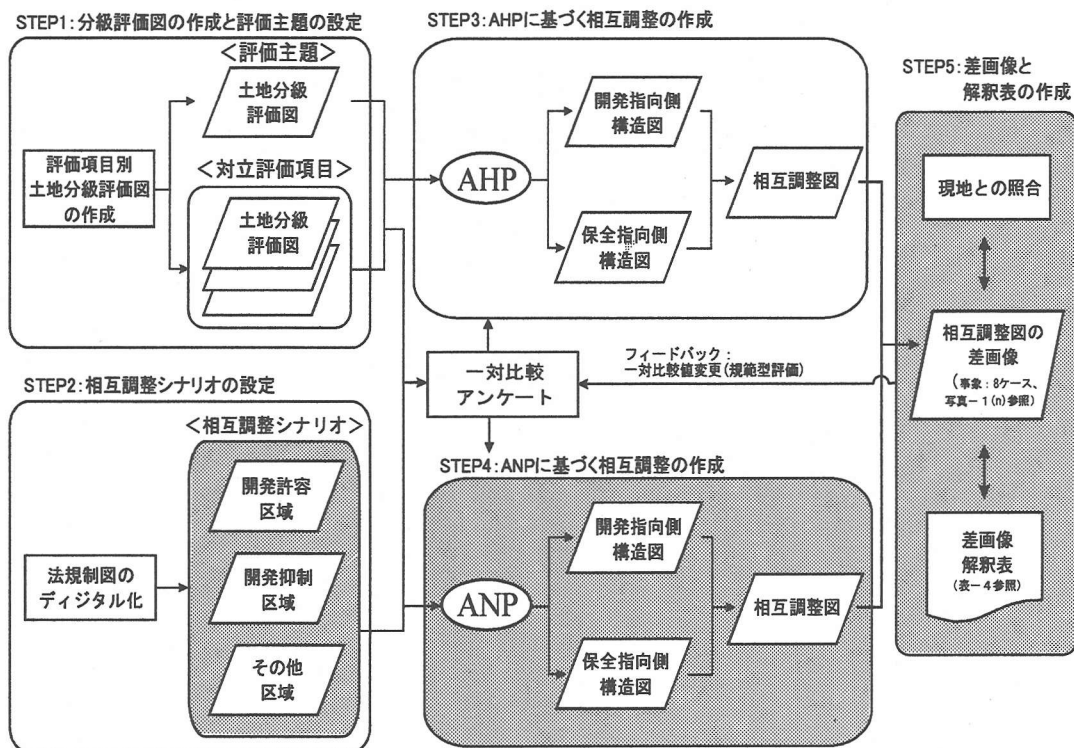 STEP1:分級評価図の作成と評価主題の設定
＜評価主題＞
土地分級
評価図
評価項目別
土地分級評価図
の作成
＜対立評価項目＞
土地分級
評価図
STEP2:相互調整シナリオの設定
＜相互調整シナリオ＞
法規制図の
ディジタル化
開発許容
区域
開発抑制
区域
その他
区域
STEP3:AHPに基づく相互調整の作成
AHP
開発指向側
構造図
保全指向側
構造図
相互調整図
一対比較
アンケート
フィードバック:
一対比較値変更(規範型評価)
STEP4:ANPに基づく相互調整の作成
ANP
開発指向側
構造図
保全指向側
構造図
相互調整図
STEP5:差画像と
解釈表の作成
現地との照合
相互調整図の
差画像
(事象:8ケース、
写真－1(n)参照)
差画像
解釈表
(表－4参照)